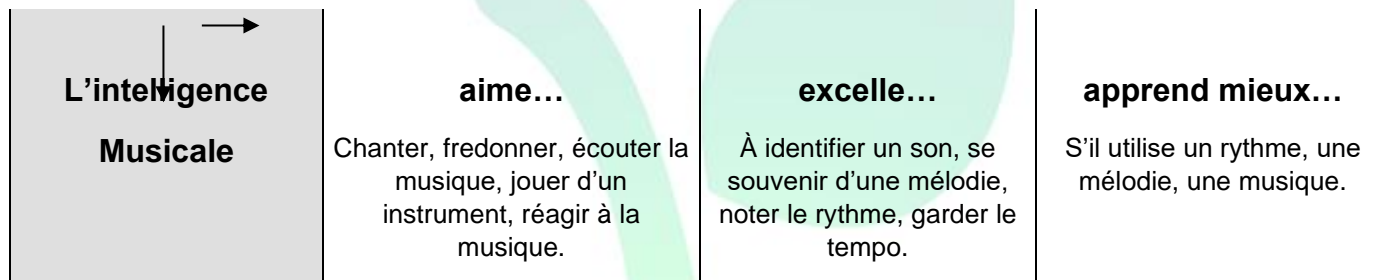 L'intelligence
Musicale
aime…
Chanter, fredonner, écouter la
musique, jouer d'un
instrument, réagir à la
musique.
excelle…
À identifier un son, se
souvenir d'une mélodie,
noter le rythme, garder le
tempo.
apprend mieux…
S'il utilise un rythme, une
mélodie, une musique.